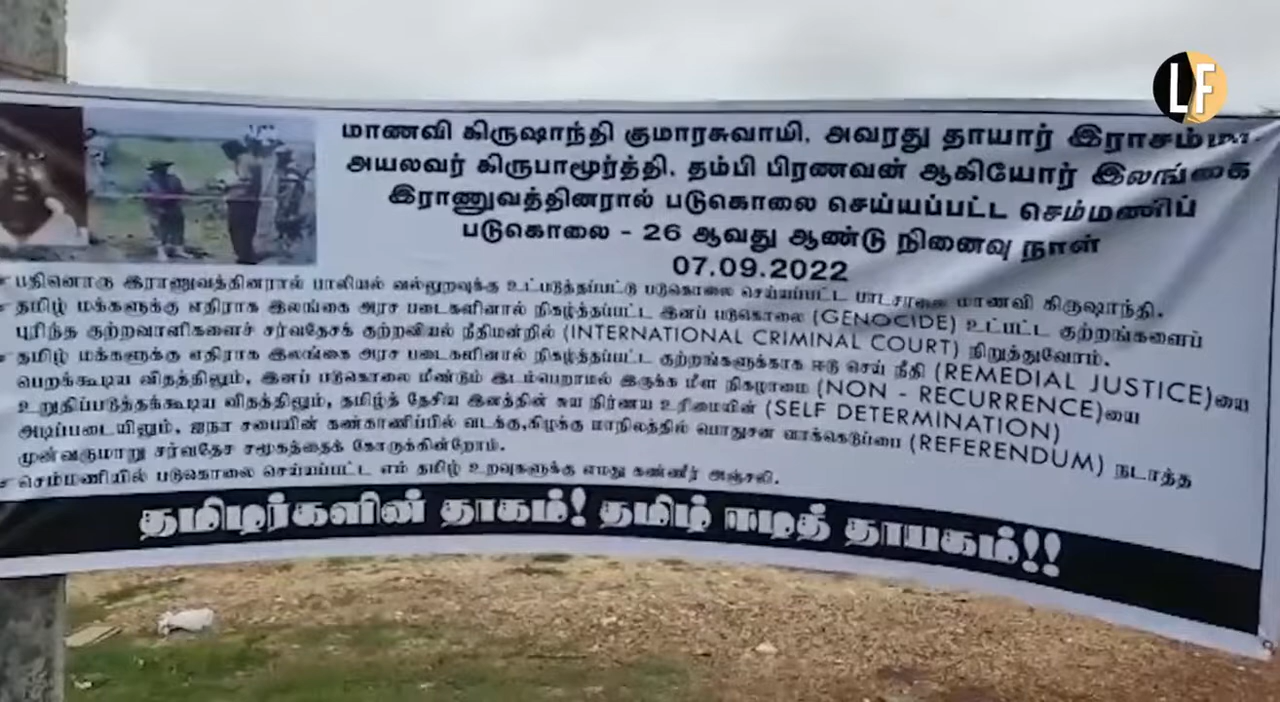 LF
மாணவி கிருஷாந்தி குமாரசுவாமி, அவரது தாயார் இராசம்மா,
அயலவர் கிருபாமூர்த்தி, தம்பி பிரணவன் ஆகியோர் இலங்கை
இராணுவத்தினரால் படுகொலை செய்யப்பட்ட செம்மணிப்
படுகொலை - 26 ஆவது ஆண்டு நினைவு நாள்
07.09.2022
பதினொரு இராணுவத்தினரால் பாலியல் வல்லூறவுக்கு உட்படுத்தப்பட்டு படுகொலை செய்யப்பட்ட பாடசாலை மாணவி கிருஷாந்தி.
தமிழ் மக்களுக்கு எதிராக இலங்கை அரச படைகளினால் நிகழ்த்தப்பட்ட இனப் படுகொலை (GENOCIDE) உட்பட்ட குற்றங்களைப்
புரிந்த குற்றவாளிகளைச் சர்வதேசக் குற்றவியல் நீதிமன்றில் (INTERNATIONAL CRIMINAL COURT) நிறுத்துவோம்.
தமிழ் மக்களுக்கு எதிராக இலங்கை அரச படைகளினால் நிகழ்த்தப்பட்ட குற்றங்களுக்காக ஈடு செய் நீதி (REMEDIAL JUSTICE)யை
பெறக்கூடிய விதத்திலும், இனப் படுகொலை மீண்டும் இடம்பெறாமல் இருக்க மீள நிகழாமை (NON - RECURRENCE)யை
உறுதிப்படுத்தக்கூடிய விதத்திலும், தமிழ்த் தேசிய இனத்தின் சுய நிர்ணய உரிமையின் (SELF DETERMINATION)
அடிப்படையிலும், ஐநா சபையின் கண்காணிப்பில் வடக்கு,கிழக்கு மாநிலத்தில் பொதுசன வாக்கெடுப்பை (REFERENDUM) நடாத்த
முன்வருமாறு சர்வதேச சமூகத்தைக் கோருக்கின்றோம்.
செம்மணியில் படுகொலை செய்யப்பட்ட எம் தமிழ் உறவுகளுக்கு எமது கண்ணீர் அஞ்சலி.
தமிழர்களின் தாகம்! தமிழ் ஈழத் தாயகம்!!